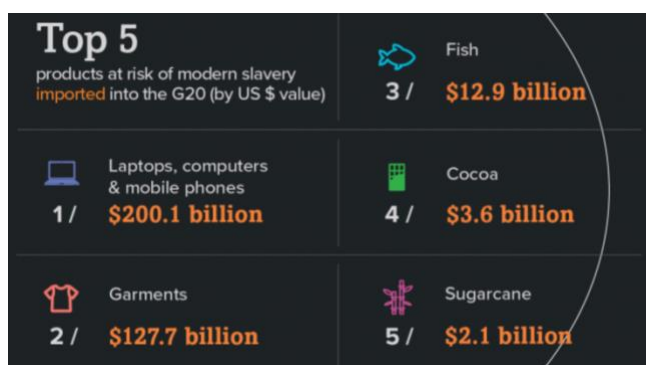 Top 5
products at risk of modern slavery
imported into the G20 (by US $ value)
Laptops, computers
& mobile phones
1/ $200.1 billion
Garments
2/ $127.7 billion
Fish
3/ $12.9 billion
Cocoa
4/ $3.6 billion
Sugarcane
5/ $2.1 billion